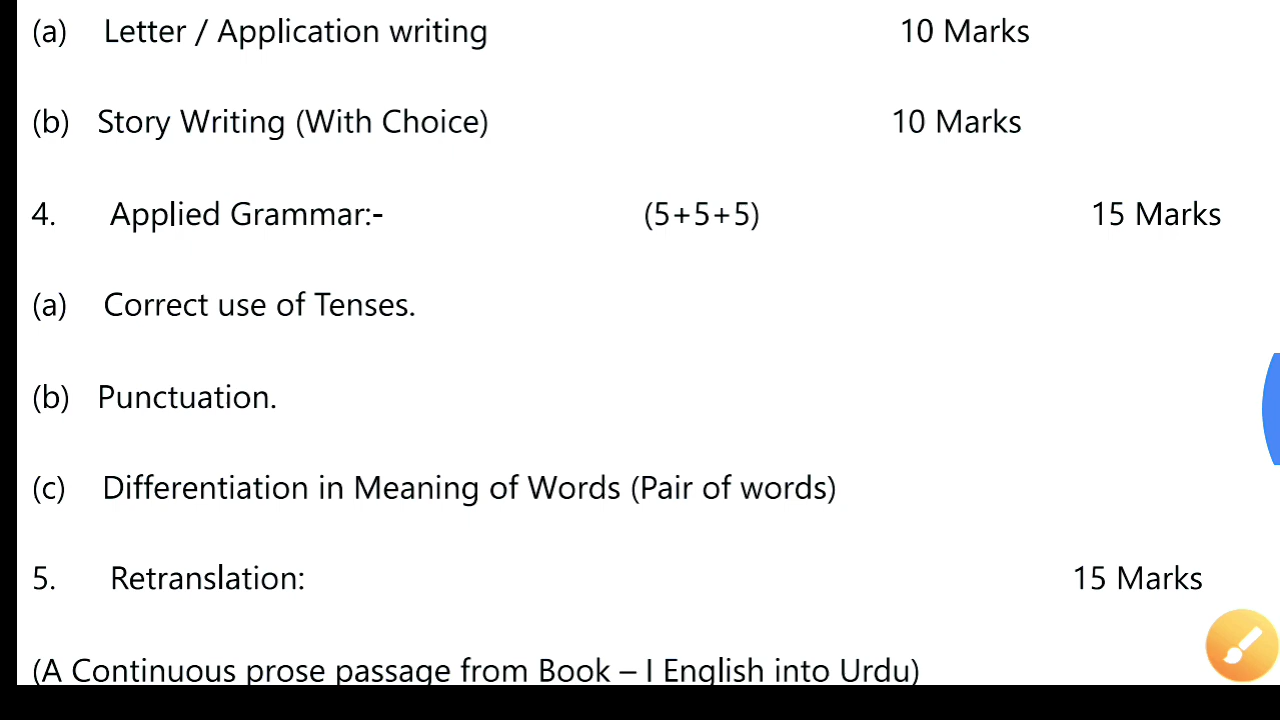 (a) Letter / Application writing 10 Marks
(b) Story Writing (With Choice) 10 Marks
4. Applied Grammar:- (5+5+5) 15 Marks
(a) Correct use of Tenses.
(b) Punctuation.
(c) Differentiation in Meaning of Words (Pair of words)
5. Retranslation: 15 Marks
(A Continuous prose passage from Book – I English into Urdu)